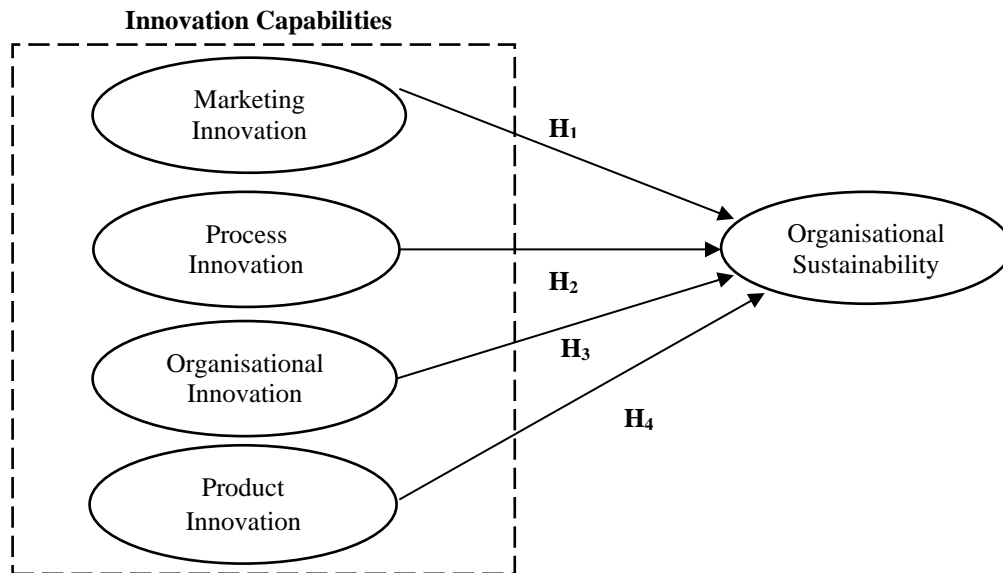 Innovation Capabilities
Marketing
Innovation
H₁
Process
Innovation
Organisational
Sustainability
H₂
Organisational
Innovation
H₃
H₄
Product
Innovation